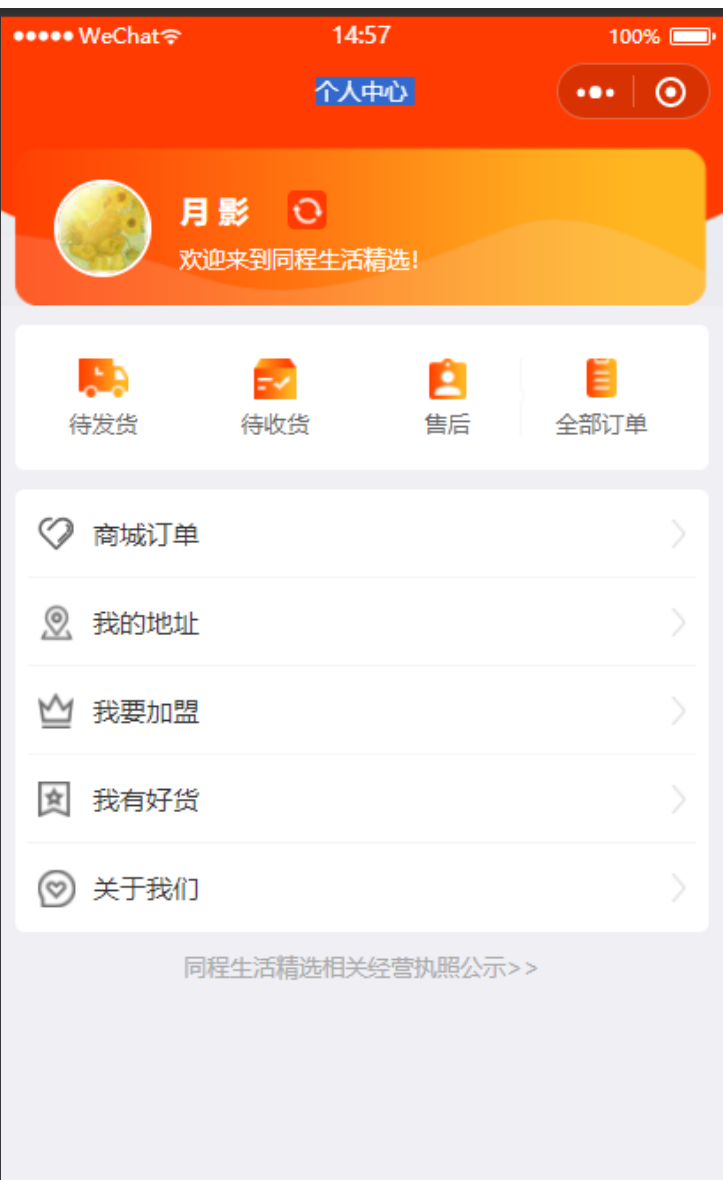 WeChat 14:57 100%
个人中心
月影
欢迎来到同程生活精选!
待发货 待收货 售后 全部订单
商城订单
我的地址
我要加盟
我有好货
关于我们
同程生活精选相关经营执照公示>>